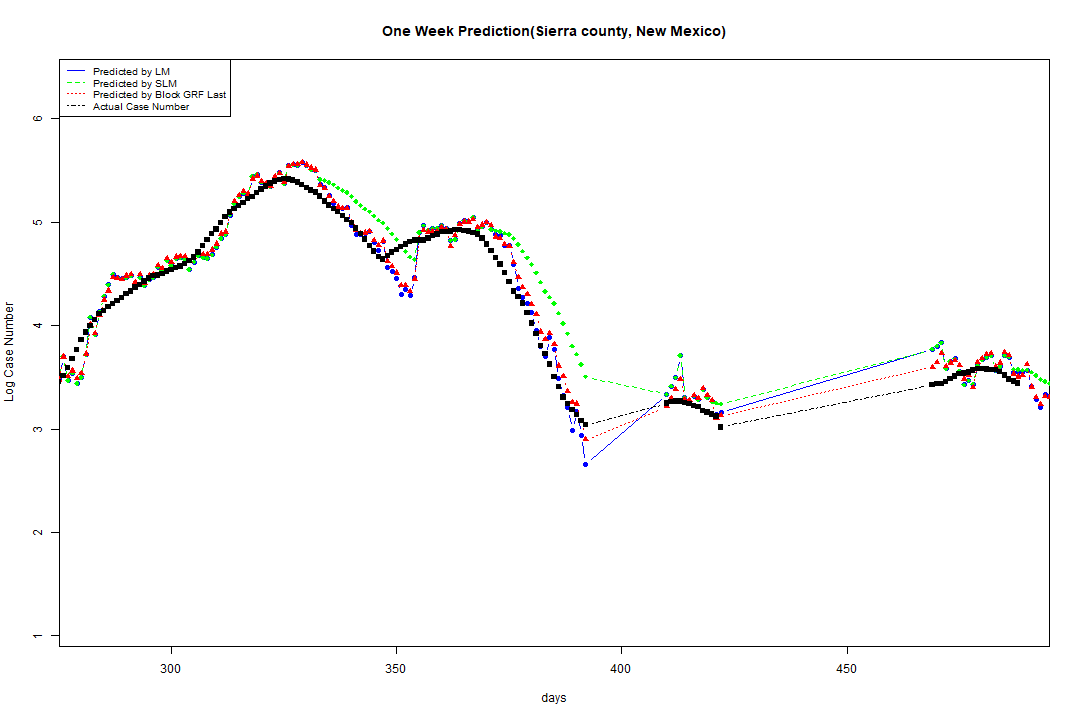 One Week Prediction(Sierra county, New Mexico)
Predicted by LM
Predicted by SLM
Predicted by Block GRF Last
Actual Case Number
6
5
4
3
2
1
Log Case Number
300 350 400 450
days